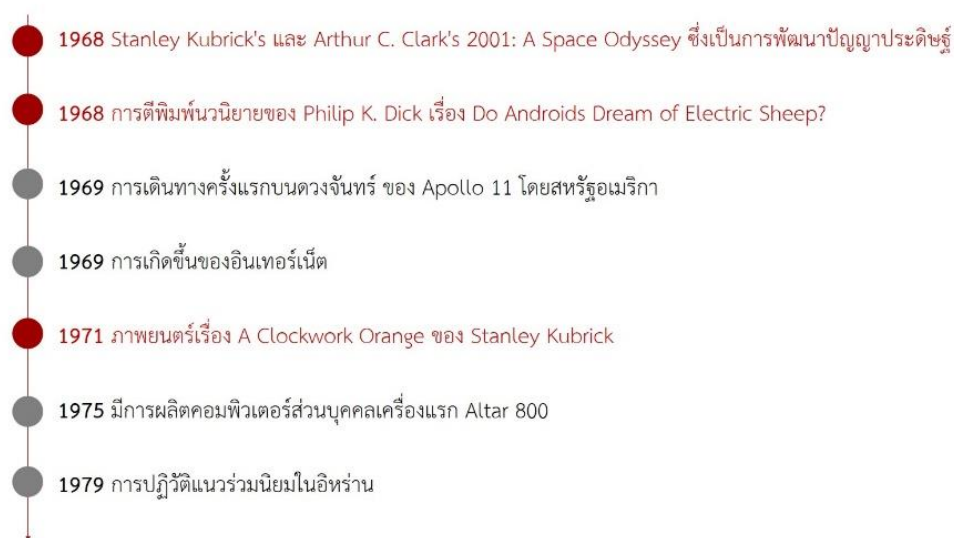 1968 Stanley Kubrick's และ Arthur C. Clark's 2001: A Space Odyssey ซึ่งเป็นการพัฒนาปัญญาประดิษฐ์
1968 การตีพิมพ์นวนิยายของ Philip K. Dick เรื่อง Do Androids Dream of Electric Sheep?
1969 การเดินทางครั้งแรกบนดวงจันทร์ ของ Apollo 11 โดยสหรัฐอเมริกา
1969 การเกิดขึ้นของอินเทอร์เน็ต
1971 ภาพยนตร์เรื่อง A Clockwork Orange ของ Stanley Kubrick
1975 มีการผลิตคอมพิวเตอร์ส่วนบุคคลเครื่องแรก Altar 800
1979 การปฏิวัติแนวร่วมนิยมในอิหร่าน